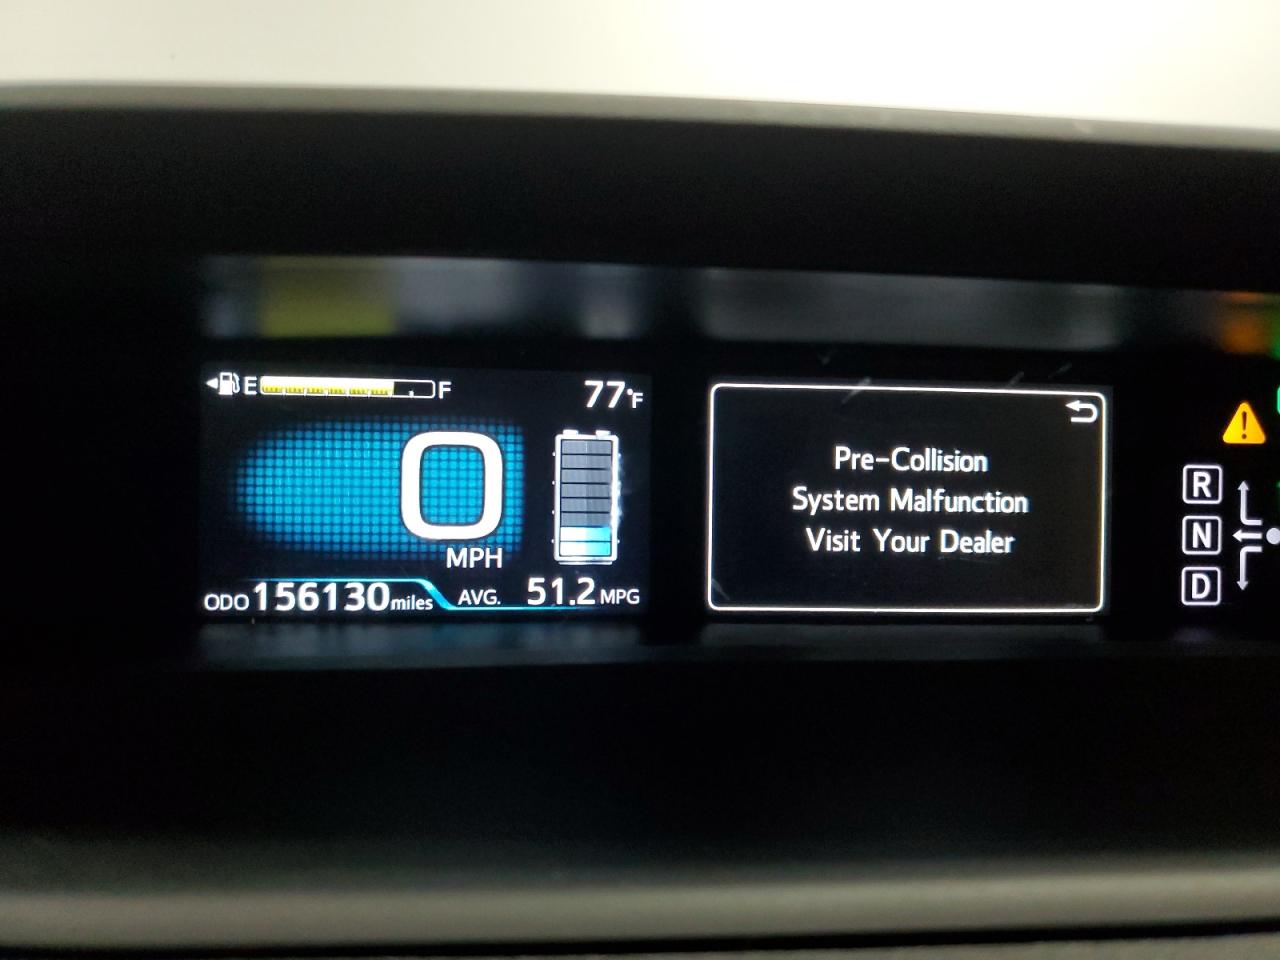 E F
77°F
0
MPH
ODO 156130 miles
AVG. 51.2 MPG
Pre-Collision
System Malfunction
Visit Your Dealer
!
R
N
D